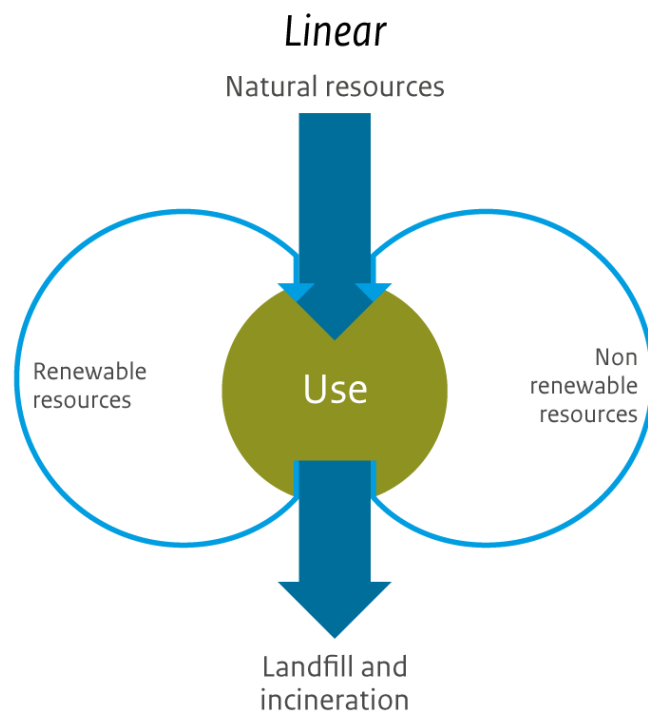 Linear
Natural resources
Renewable
resources
Use
Non
renewable
resources
Landfill and
incineration